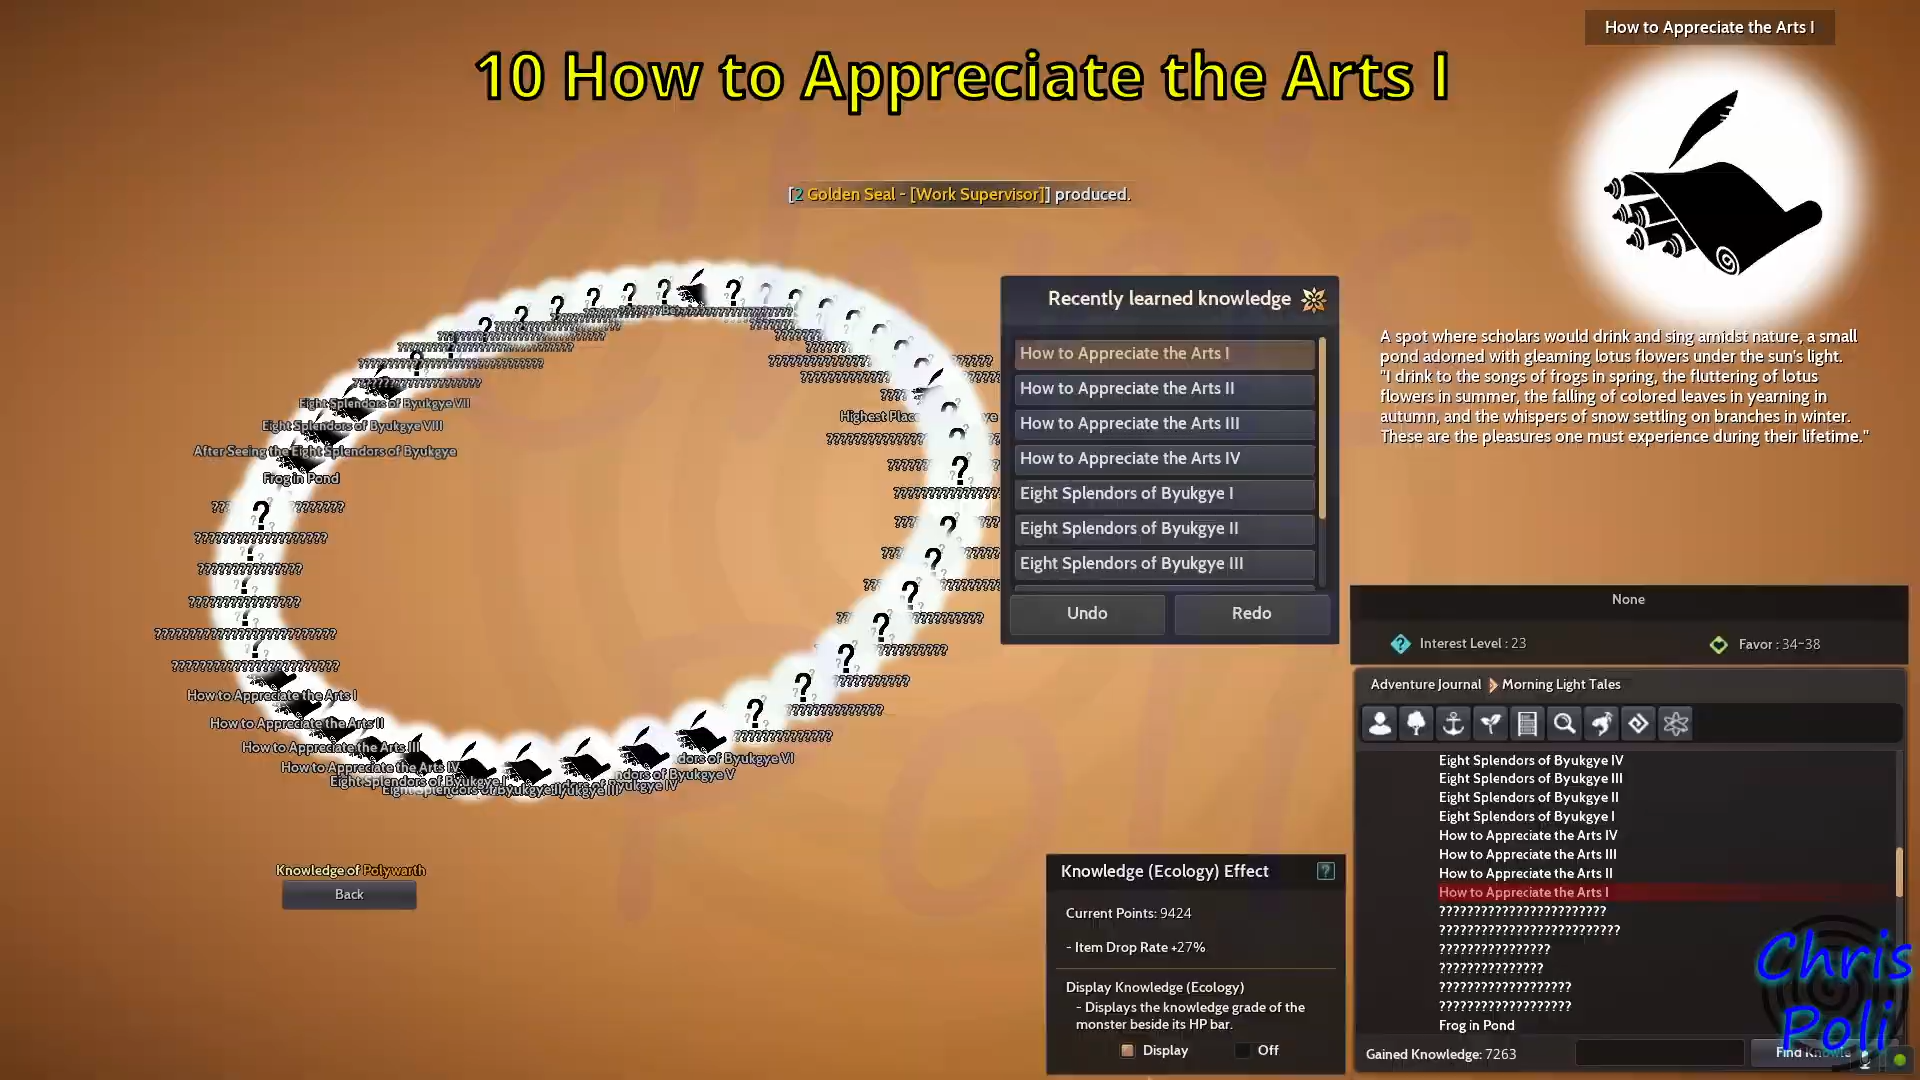 How to Appreciate the Arts I
10 How to Appreciate the Arts I
[2 Golden Seal - [Work Supervisor]] produced.
Recently learned knowledge
How to Appreciate the Arts I
How to Appreciate the Arts II
How to Appreciate the Arts III
How to Appreciate the Arts IV
Eight Splendors of Byukgye I
Eight Splendors of Byukgye II
Eight Splendors of Byukgye III
Undo
Redo
A spot where scholars would drink and sing amidst nature, a small
pond adorned with gleaming lotus flowers under the sun's light.
"I drink to the songs of frogs in spring, the fluttering of lotus
flowers in summer, the falling of colored leaves in yearning in
autumn, and the whispers of snow settling on branches in winter.
These are the pleasures one must experience during their lifetime."
Eight Splendors of Byukgye VII
Eight Splendors of Byukgye VIII
After Seeing the Eight Splendors of Byukgye
Frog in Pond
Highest Place
How to Appreciate the Arts I
How to Appreciate the Arts II
How to Appreciate the Arts III
How to Appreciate the Arts IV
Eight Splendors of Byukgye I
dors of Byukgye VI
ndors of Byukgye V
Knowledge of Polywarth
Back
None
Interest Level : 23
Favor : 34~38
Adventure Journal
Morning Light Tales
Eight Splendors of Byukgye IV
Eight Splendors of Byukgye III
Eight Splendors of Byukgye II
Eight Splendors of Byukgye I
How to Appreciate the Arts IV
How to Appreciate the Arts III
How to Appreciate the Arts II
How to Appreciate the Arts I
????????????????????????
??????????????????????????
????????????????
???????????????
???????????????????
???????????????????
Frog in Pond
Gained Knowledge: 7263
Knowledge (Ecology) Effect
Current Points: 9424
- Item Drop Rate +27%
Display Knowledge (Ecology)
- Displays the knowledge grade of the
monster beside its HP bar.
Display
Off
Chris
Poli